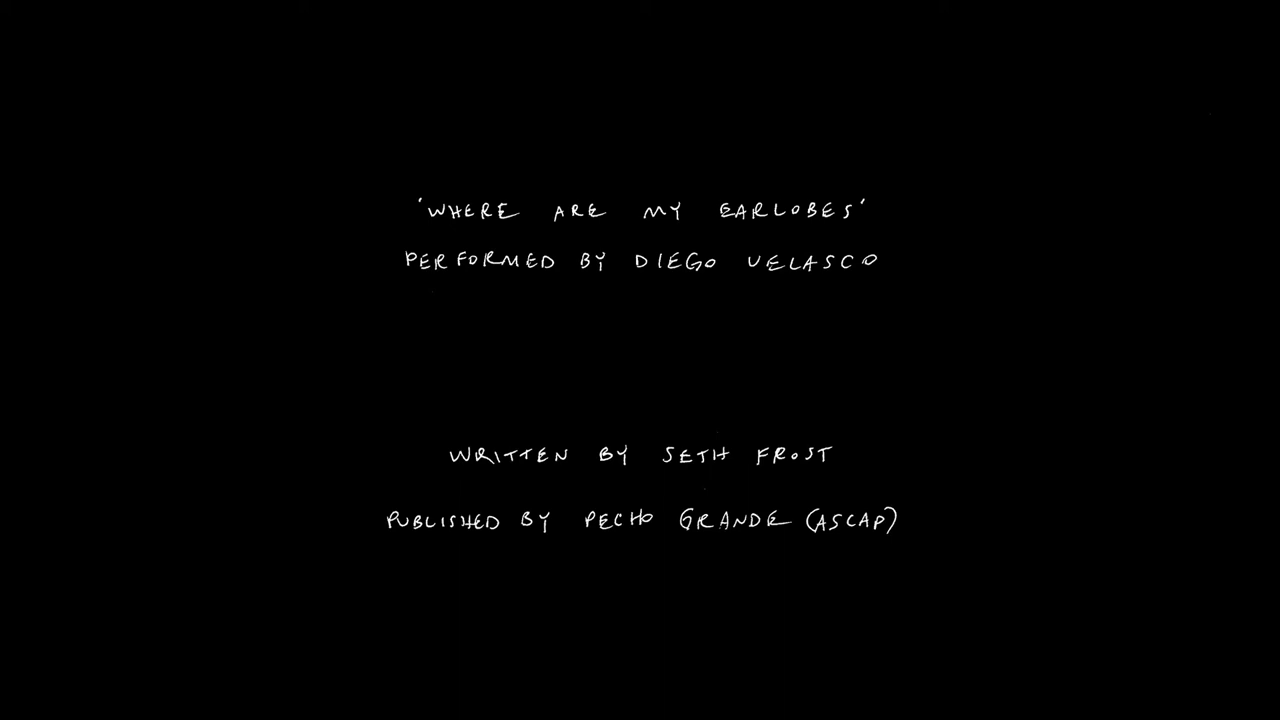 'WHERE ARE MY EARLOBES'
PERFORMED BY DIEGO VELASCO
WRITTEN BY SETH FROST
PUBLISHED BY PECHO GRANDE (ASCAP)